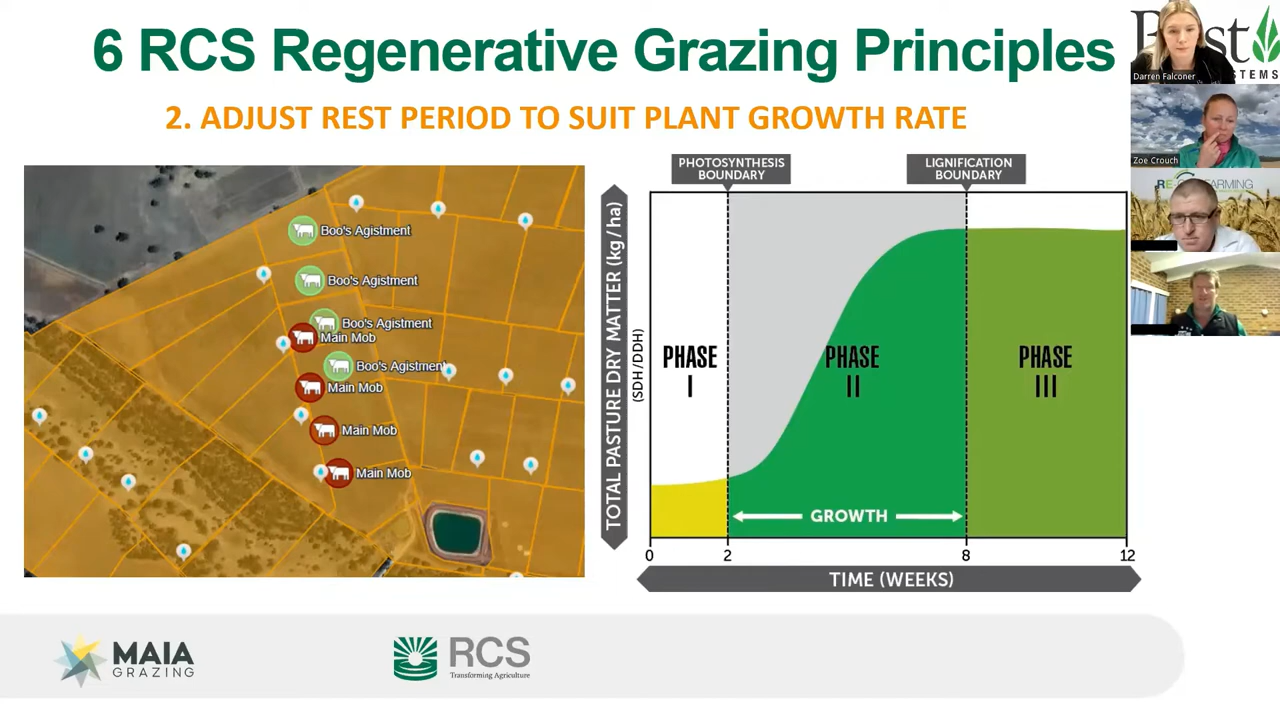 6 RCS Regenerative Grazing Principles
2. ADJUST REST PERIOD TO SUIT PLANT GROWTH RATE
STEMS
Darren Falconer
Zoe Crouch
Boo's Agistment
Boo's Agistment
Boo's Agistment
Main Mob
Boo's Agistment
Main Mob
Main Mob
Main Mob
PHOTOSYNTHESIS
BOUNDARY
LIGNIFICATION
BOUNDARY
TOTAL PASTURE DRY MATTER (kg / ha)
(SDH/DDH)
PHASE
I
PHASE
II
PHASE
III
GROWTH
0 2 8 12
TIME (WEEKS)
MAIA
GRAZING
RCS
Transforming Agriculture